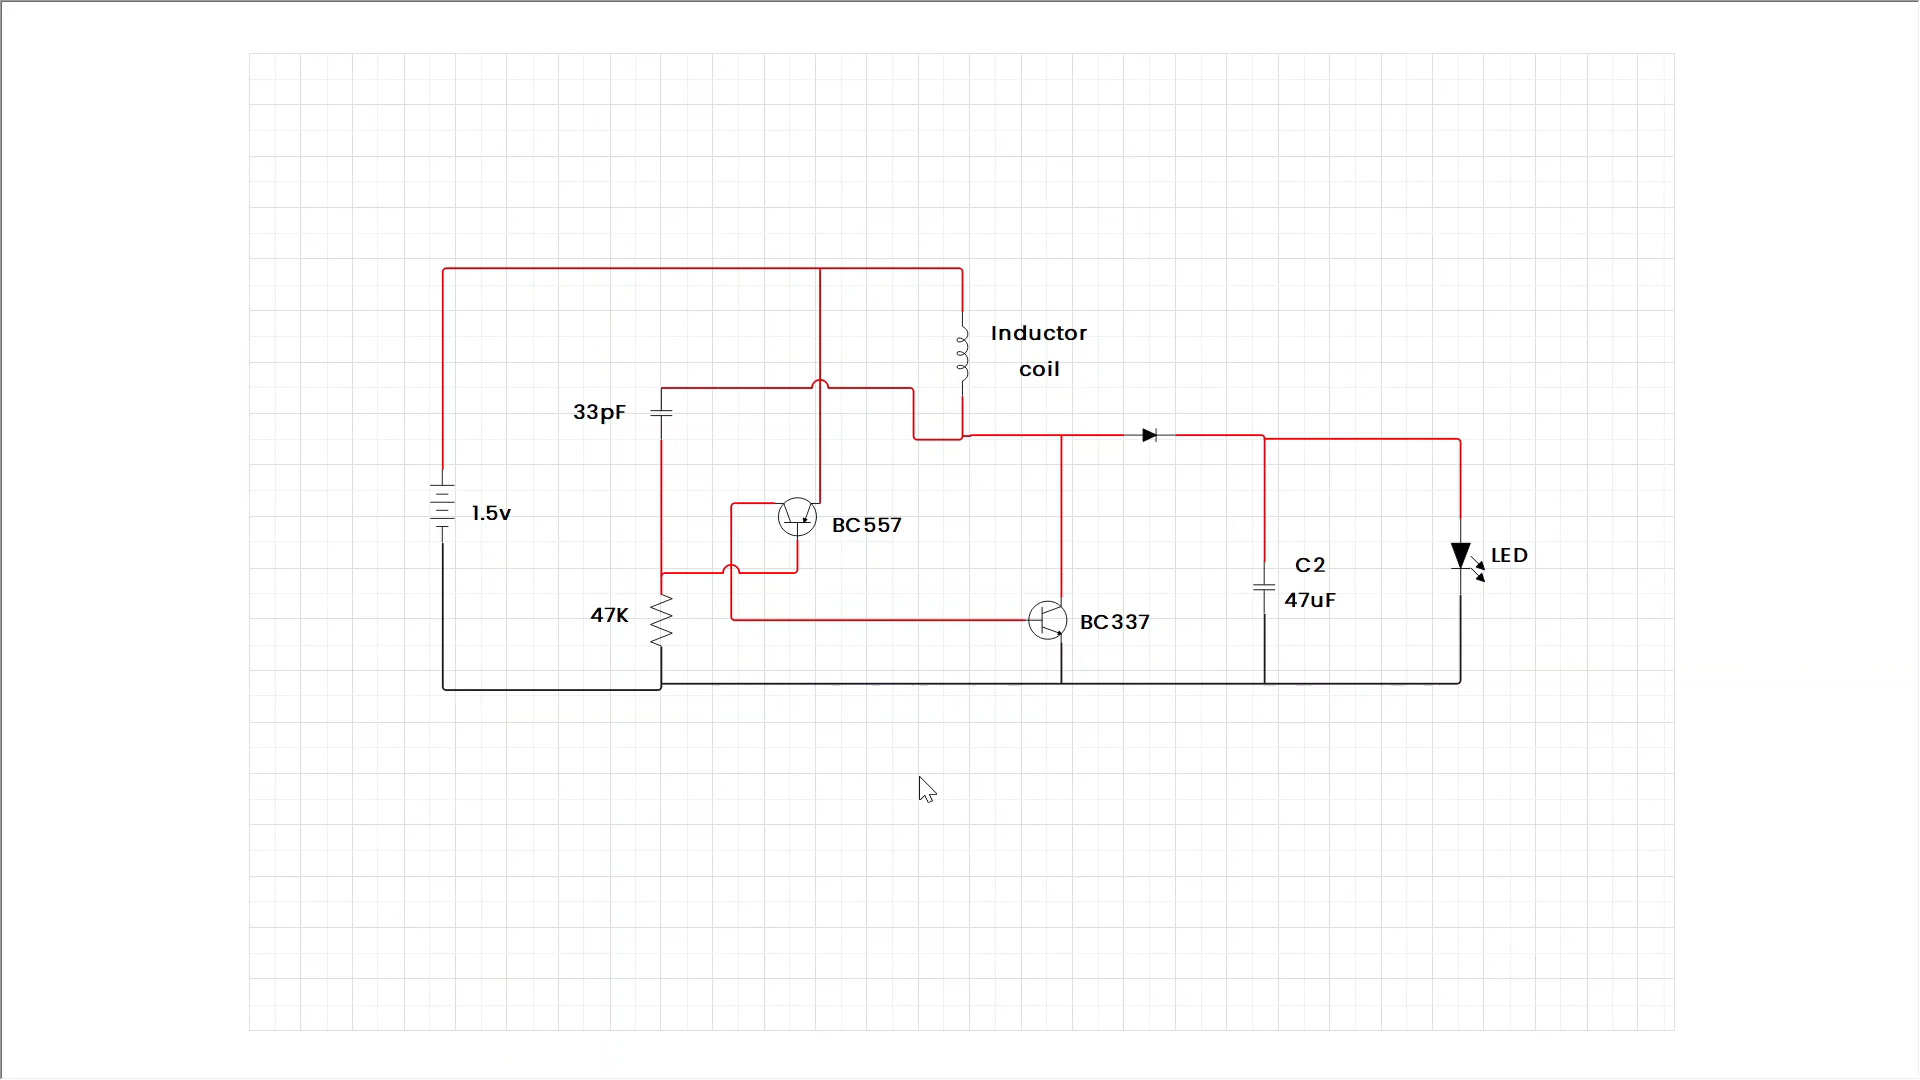 Inductor
coil
33pF
1.5v
BC557
LED
C2
47uF
47K
BC337